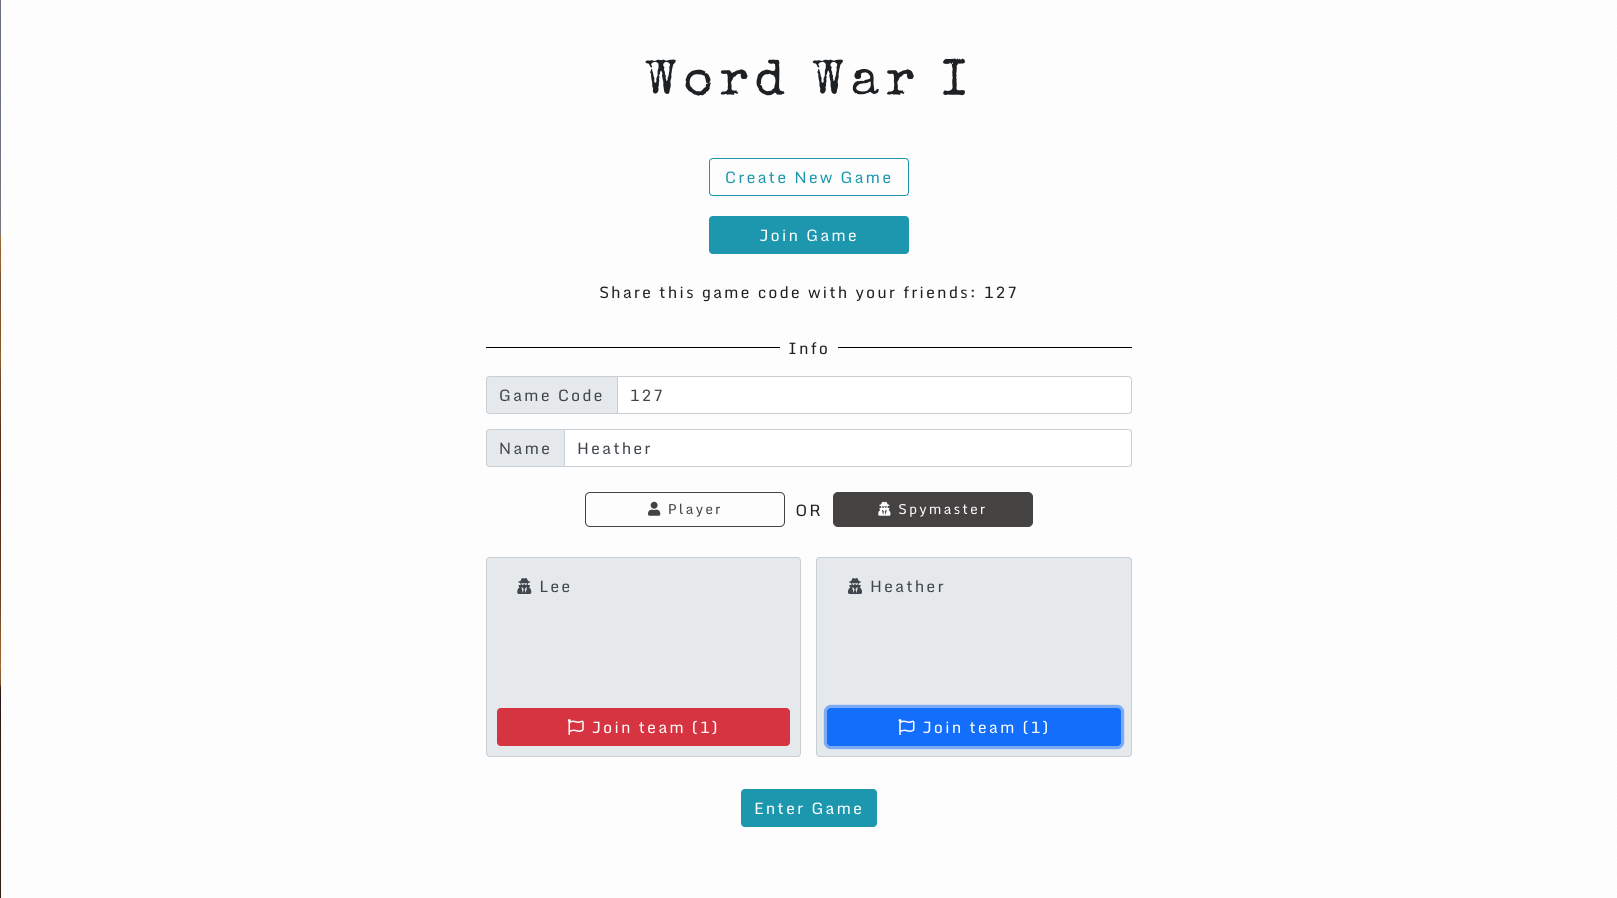 Word War I
Create New Game
Join Game
Share this game code with your friends: 127
Info
Game Code 127
Name Heather
Player OR Spymaster
Lee
Join team (1)
Heather
Join team (1)
Enter Game